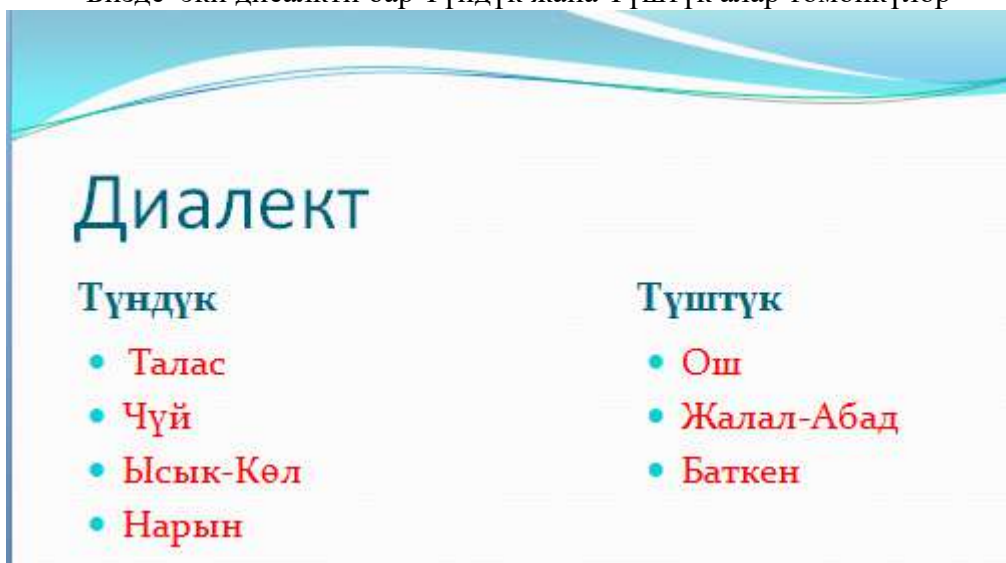 Диалект
Түндүк
• Талас
• Чүй
• Ысык-Көл
• Нарын
Түштүк
• Ош
• Жалал-Абад
• Баткен